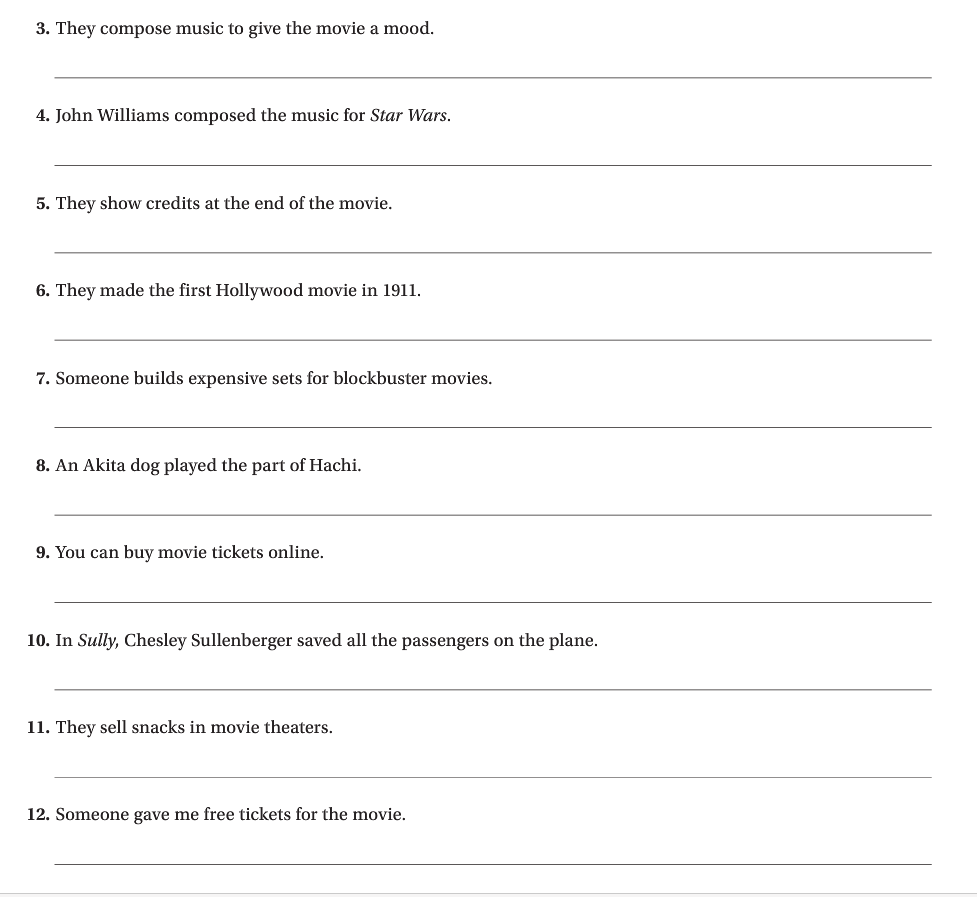 3. They compose music to give the movie a mood.
4. John Williams composed the music for Star Wars.
5. They show credits at the end of the movie.
6. They made the first Hollywood movie in 1911.
7. Someone builds expensive sets for blockbuster movies.
8. An Akita dog played the part of Hachi.
9. You can buy movie tickets online.
10. In Sully, Chesley Sullenberger saved all the passengers on the plane.
11. They sell snacks in movie theaters.
12. Someone gave me free tickets for the movie.